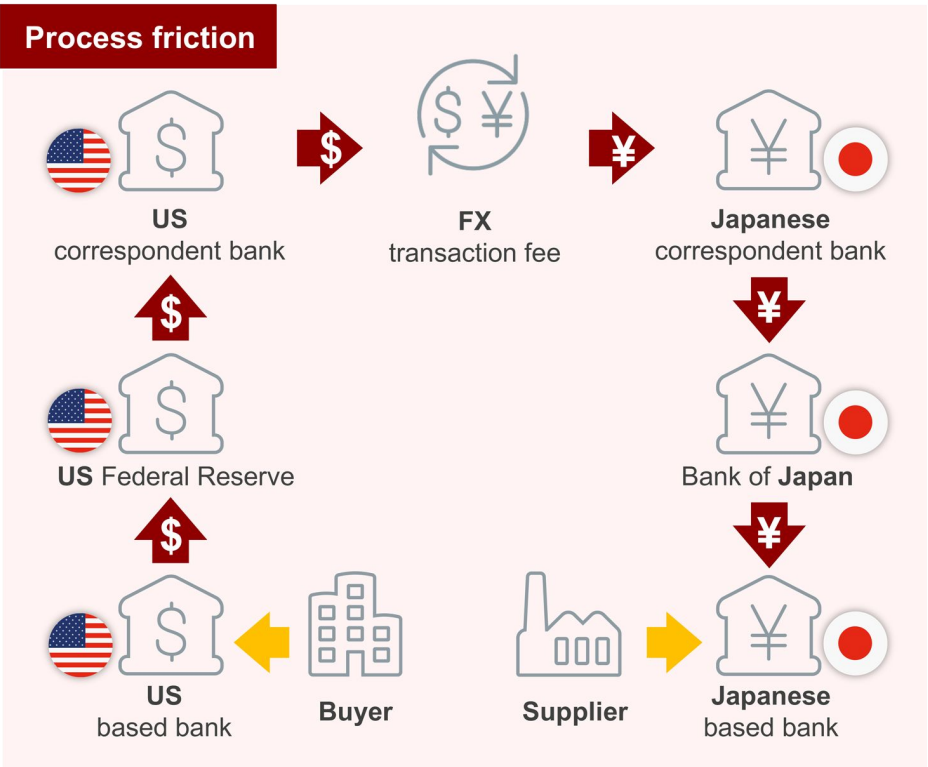 Process friction
$
$
$ ¥
¥
¥
US
correspondent bank
FX
transaction fee
Japanese
correspondent bank
$
¥
$
¥
US Federal Reserve
Bank of Japan
$
¥
$
¥
US
based bank
Buyer
Supplier
Japanese
based bank